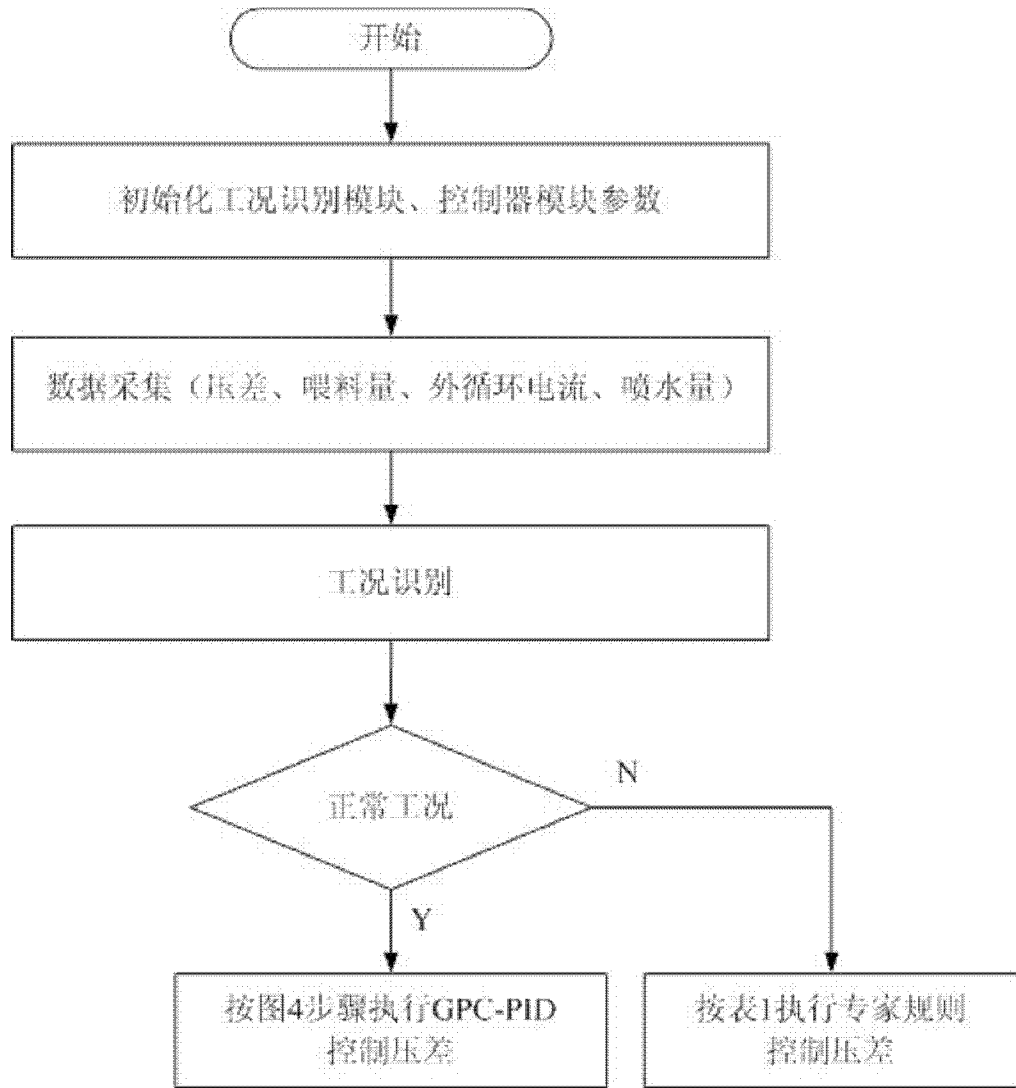 开始
初始化工况识别模块、控制器模块参数
数据采集（压差、喂料量、外循环电流、喷水量）
工况识别
正常工况
N
Y
按图4步骤执行GPC-PID
控制压差
按表1执行专家规则
控制压差